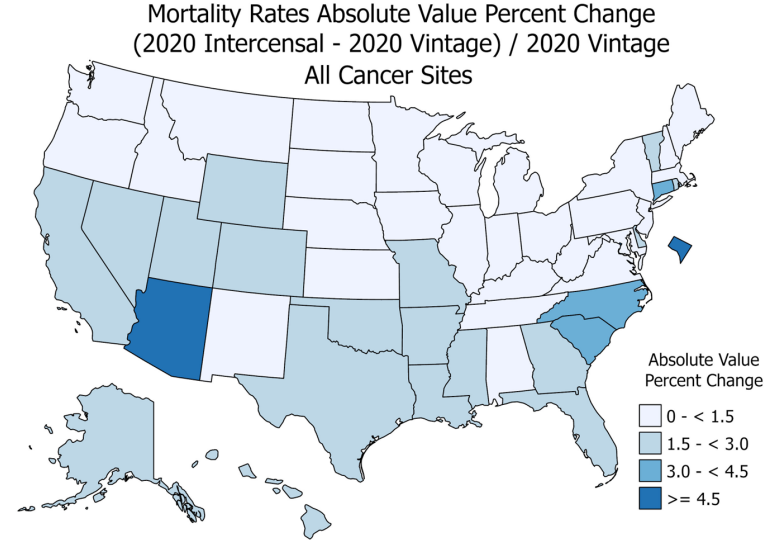 Mortality Rates Absolute Value Percent Change
(2020 Intercensal - 2020 Vintage) / 2020 Vintage
All Cancer Sites
Absolute Value
Percent Change
0 - < 1.5
1.5 - < 3.0
3.0 - < 4.5
>= 4.5